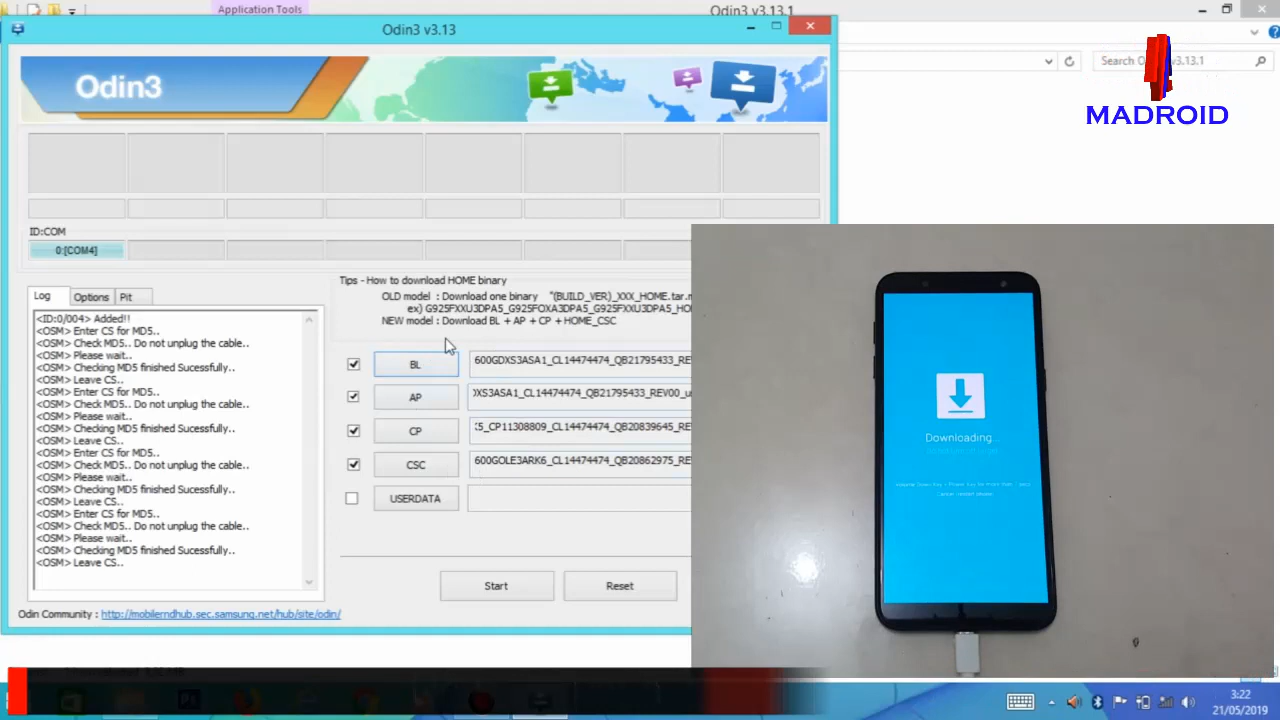 Application Tools
Odin3 v3.13.1
Odin3 v3.13
Odin3
MADROID
ID:COM
0:[COM4]
Log
Options
Pit
<ID:0/004> Added!!
<OSM> Enter CS for MD5..
<OSM> Check MD5.. Do not unplug the cable..
<OSM> Please wait..
<OSM> Checking MD5 finished Sucessfully..
<OSM> Leave CS..
<OSM> Enter CS for MD5..
<OSM> Check MD5.. Do not unplug the cable..
<OSM> Please wait..
<OSM> Checking MD5 finished Sucessfully..
<OSM> Leave CS..
<OSM> Enter CS for MD5..
<OSM> Check MD5.. Do not unplug the cable..
<OSM> Please wait..
<OSM> Checking MD5 finished Sucessfully..
<OSM> Leave CS..
<OSM> Enter CS for MD5..
<OSM> Check MD5.. Do not unplug the cable..
<OSM> Please wait..
<OSM> Checking MD5 finished Sucessfully..
<OSM> Leave CS..
Tips - How to download HOME binary
OLD model : Download one binary "(BUILD_VER)_XXX_HOME.tar.m
ex) G925FXXU3DPA5_G925FOXA3DPA5_G925FXXU3DPA5_HO
NEW model : Download BL + AP + CP + HOME_CSC
BL
600GDXS3ASA1_CL14474474_QB21795433_RE
AP
XS3ASA1_CL14474474_QB21795433_REV00_u
CP
5_CP11308809_CL14474474_QB20839645_RE
CSC
600GOLE3ARK6_CL14474474_QB20862975_RE
USERDATA
Start
Reset
Odin Community : http://mobilerndhub.sec.samsung.net/hub/site/odin/
Downloading...
3:22
21/05/2019